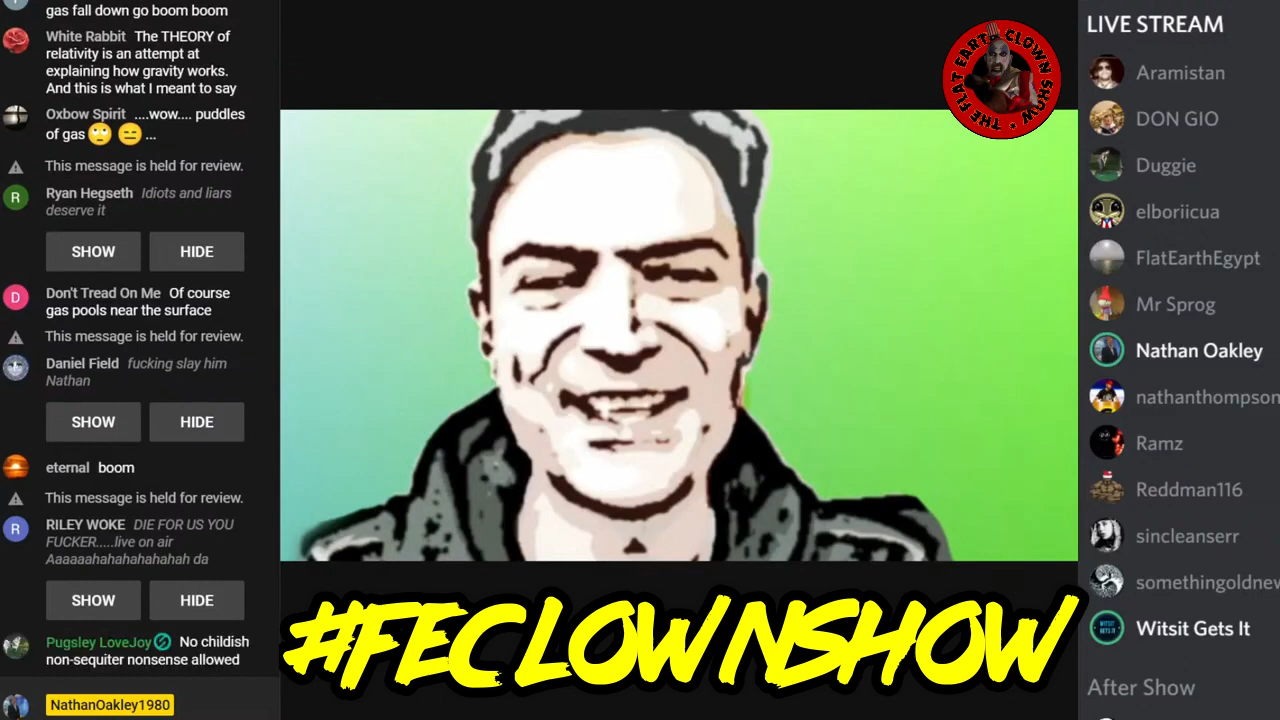 gas fall down go boom boom
White Rabbit The THEORY of
relativity is an attempt at
explaining how gravity works.
And this is what I meant to say
Oxbow Spirit ....wow.... puddles
of gas🙄 😑 ...
This message is held for review.
R
Ryan Hegseth Idiots and liars
deserve it
SHOW HIDE
D
Don't Tread On Me Of course
gas pools near the surface
This message is held for review.
Daniel Field fucking slay him
Nathan
SHOW HIDE
eternal boom
This message is held for review.
R
RILEY WOKE DIE FOR US YOU
FUCKER.....live on air
Aaaaaahahahahahahah da
SHOW HIDE
Pugsley LoveJoy No childish
non-sequiter nonsense allowed
NathanOakley1980
THE FLAT EARTH CLOWN SHOW
#FECLOWNSHOW
LIVE STREAM
Aramistan
DON GIO
Duggie
elboriicua
FlatEarthEgypt
Mr Sprog
Nathan Oakley
nathanthompson
Ramz
Reddman116
sincleanserr
somethingoldnew
WITSIT
GETS IT
Witsit Gets It
After Show